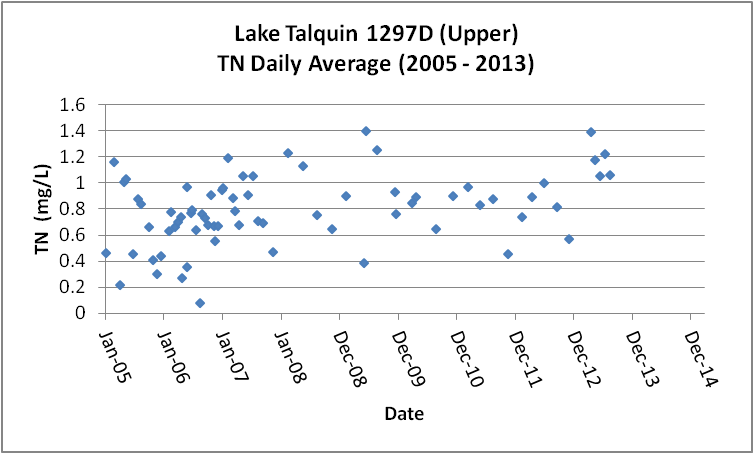 Lake Talquin 1297D (Upper)
TN Daily Average (2005 - 2013)
TN (mg/L)
1.6
1.4
1.2
1
0.8
0.6
0.4
0.2
0
Jan-05
Jan-06
Jan-07
Jan-08
Dec-08
Dec-09
Dec-10
Dec-11
Dec-12
Dec-13
Dec-14
Date